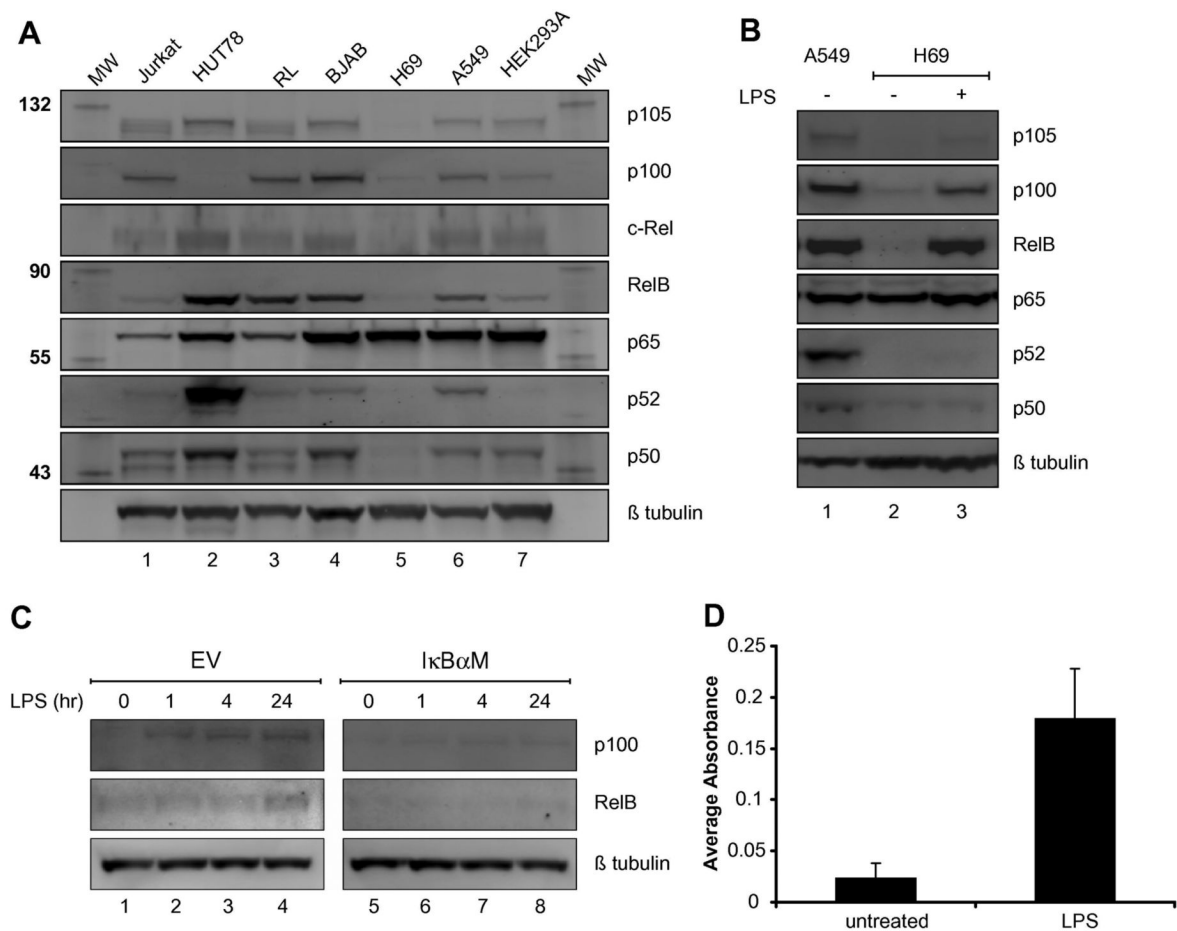 A
MW Jurkat HUT78 RL BJAB H69 A549 HEK293A MW
132
p105
p100
c-Rel
90
RelB
p65
55
p52
p50
43
ß tubulin
1 2 3 4 5 6 7
B
A549 H69
LPS - - +
p105
p100
RelB
p65
p52
p50
ß tubulin
1 2 3
C
EV IκBαM
LPS (hr) 0 1 4 24 0 1 4 24
p100
RelB
ß tubulin
1 2 3 4 5 6 7 8
D
Average Absorbance
0.25
0.2
0.15
0.1
0.05
0
untreated LPS